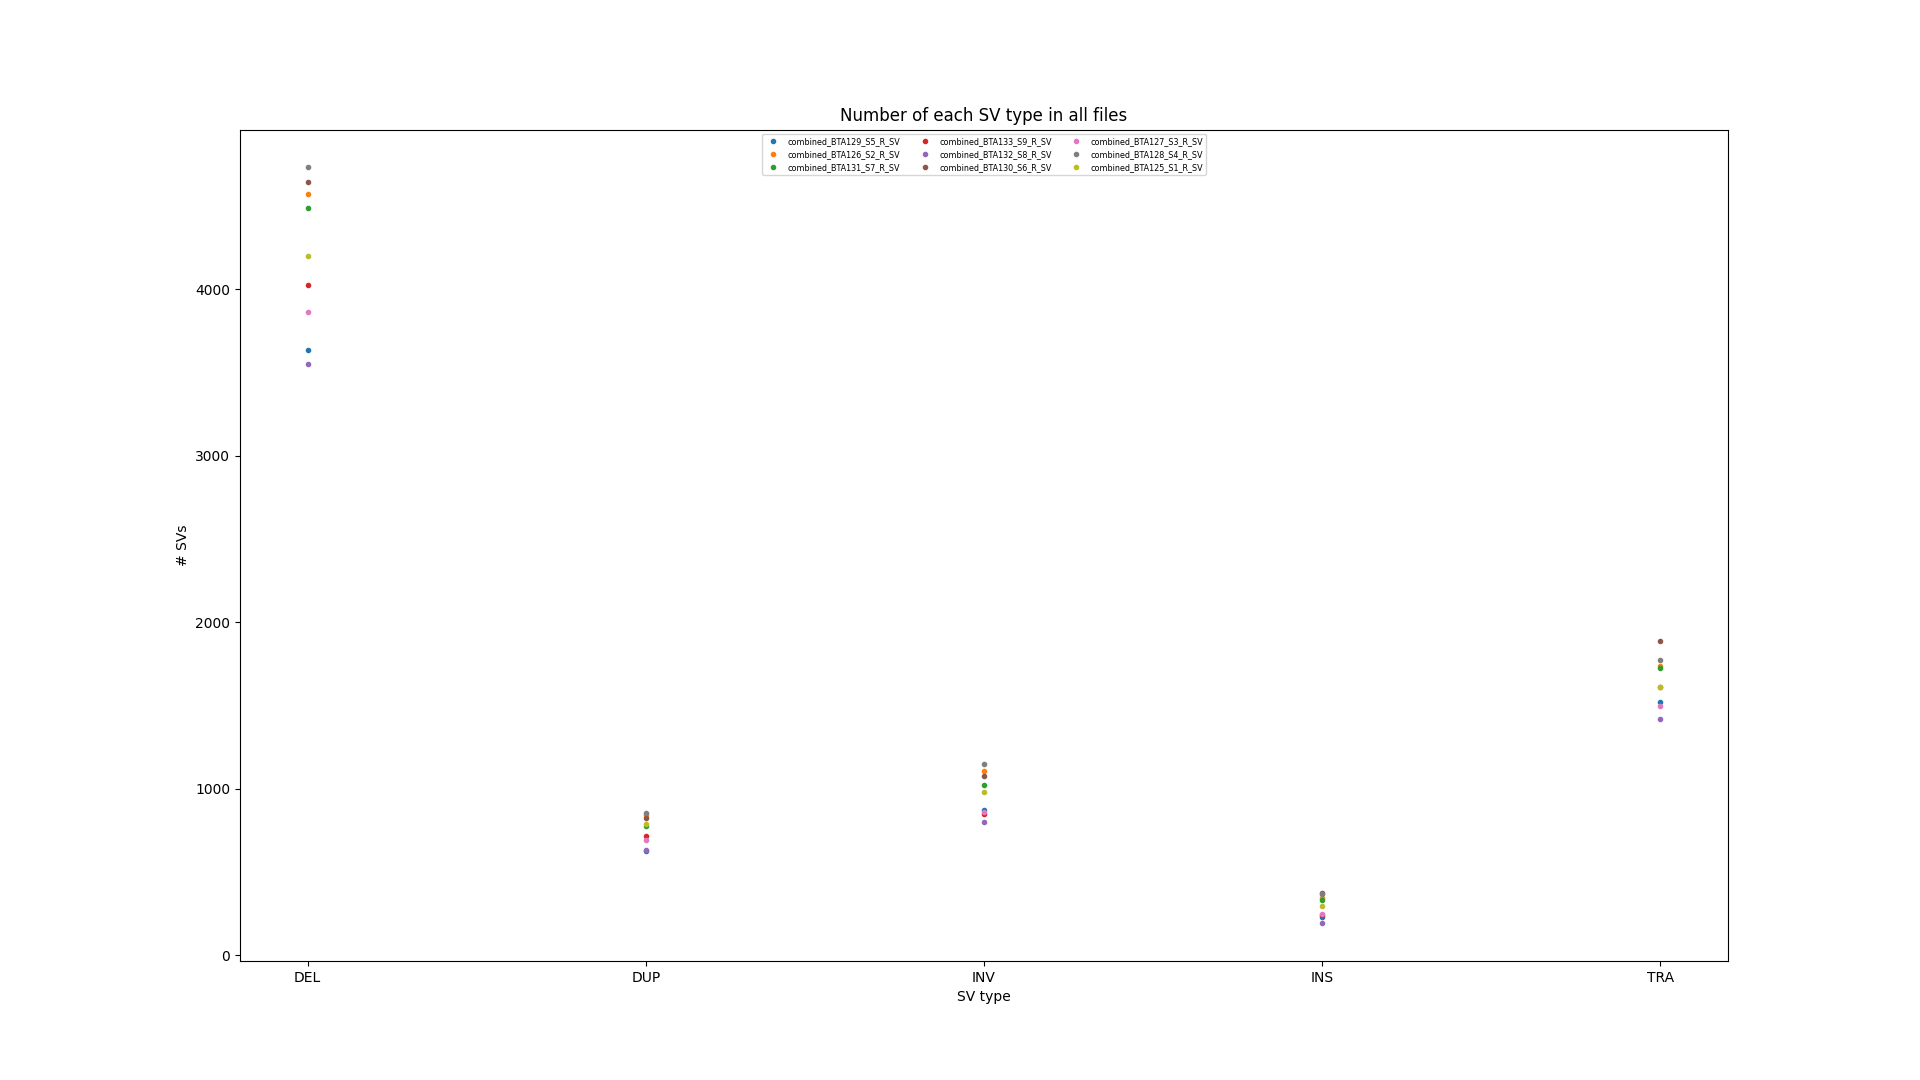 Number of each SV type in all files
combined_BTA129_S5_R_SV combined_BTA133_S9_R_SV combined_BTA127_S3_R_SV
combined_BTA126_S2_R_SV combined_BTA132_S8_R_SV combined_BTA128_S4_R_SV
combined_BTA131_S7_R_SV combined_BTA130_S6_R_SV combined_BTA125_S1_R_SV
4000
3000
# SVs
2000
1000
0
DEL DUP INV INS TRA
SV type